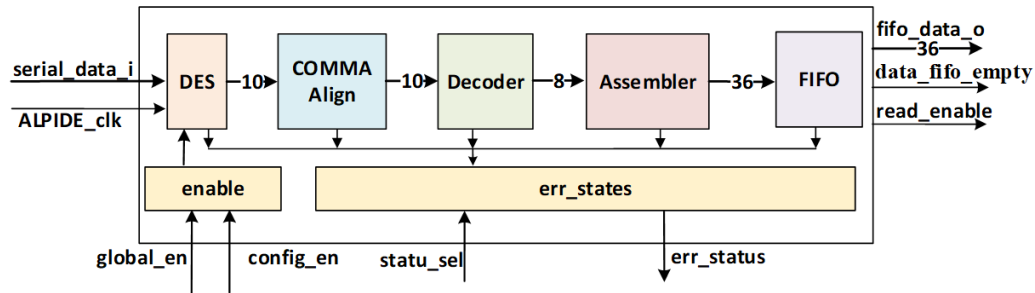 serial_data_i
ALPIDE_clk
DES
10
COMMA
Align
10
Decoder
8
Assembler
36
FIFO
fifo_data_o
36
data_fifo_empty
read_enable
enable
err_states
global_en
config_en
statu_sel
err_status